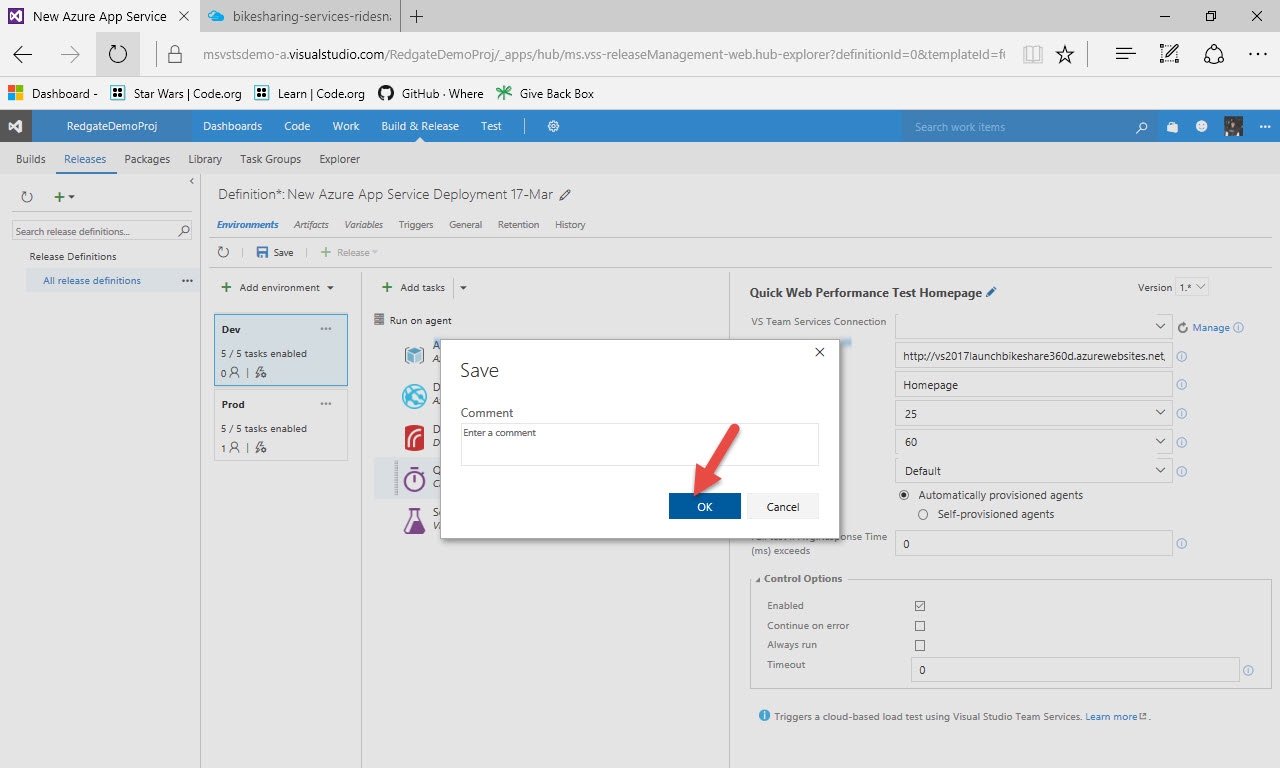 New Azure App Service
bikesharing-services-ridesn
msvstsdemo-a.visualstudio.com/RedgateDemoProj/_apps/hub/ms.vss-releaseManagement-web.hub-explorer?definitionId=0&templateId=f
Dashboard - Star Wars | Code.org Learn | Code.org GitHub · Where Give Back Box
RedgateDemoProj Dashboards Code Work Build & Release Test Search work items
Builds Releases Packages Library Task Groups Explorer
Definition*: New Azure App Service Deployment 17-Mar
Search release definitions...
Environments Artifacts Variables Triggers General Retention History
Save Release
Release Definitions
All release definitions
Add environment
Add tasks
Quick Web Performance Test Homepage
Version 1.*
Dev
5 / 5 tasks enabled
0
Prod
5 / 5 tasks enabled
1
Run on agent
VS Team Services Connection
Manage
http://vs2017launchbikeshare360d.azurewebsites.net,
Homepage
25
60
Default
Automatically provisioned agents
Self-provisioned agents
Save
Comment
Enter a comment
OK Cancel
Response Time
(ms) exceeds
0
Control Options
Enabled
Continue on error
Always run
Timeout
0
Triggers a cloud-based load test using Visual Studio Team Services. Learn more.